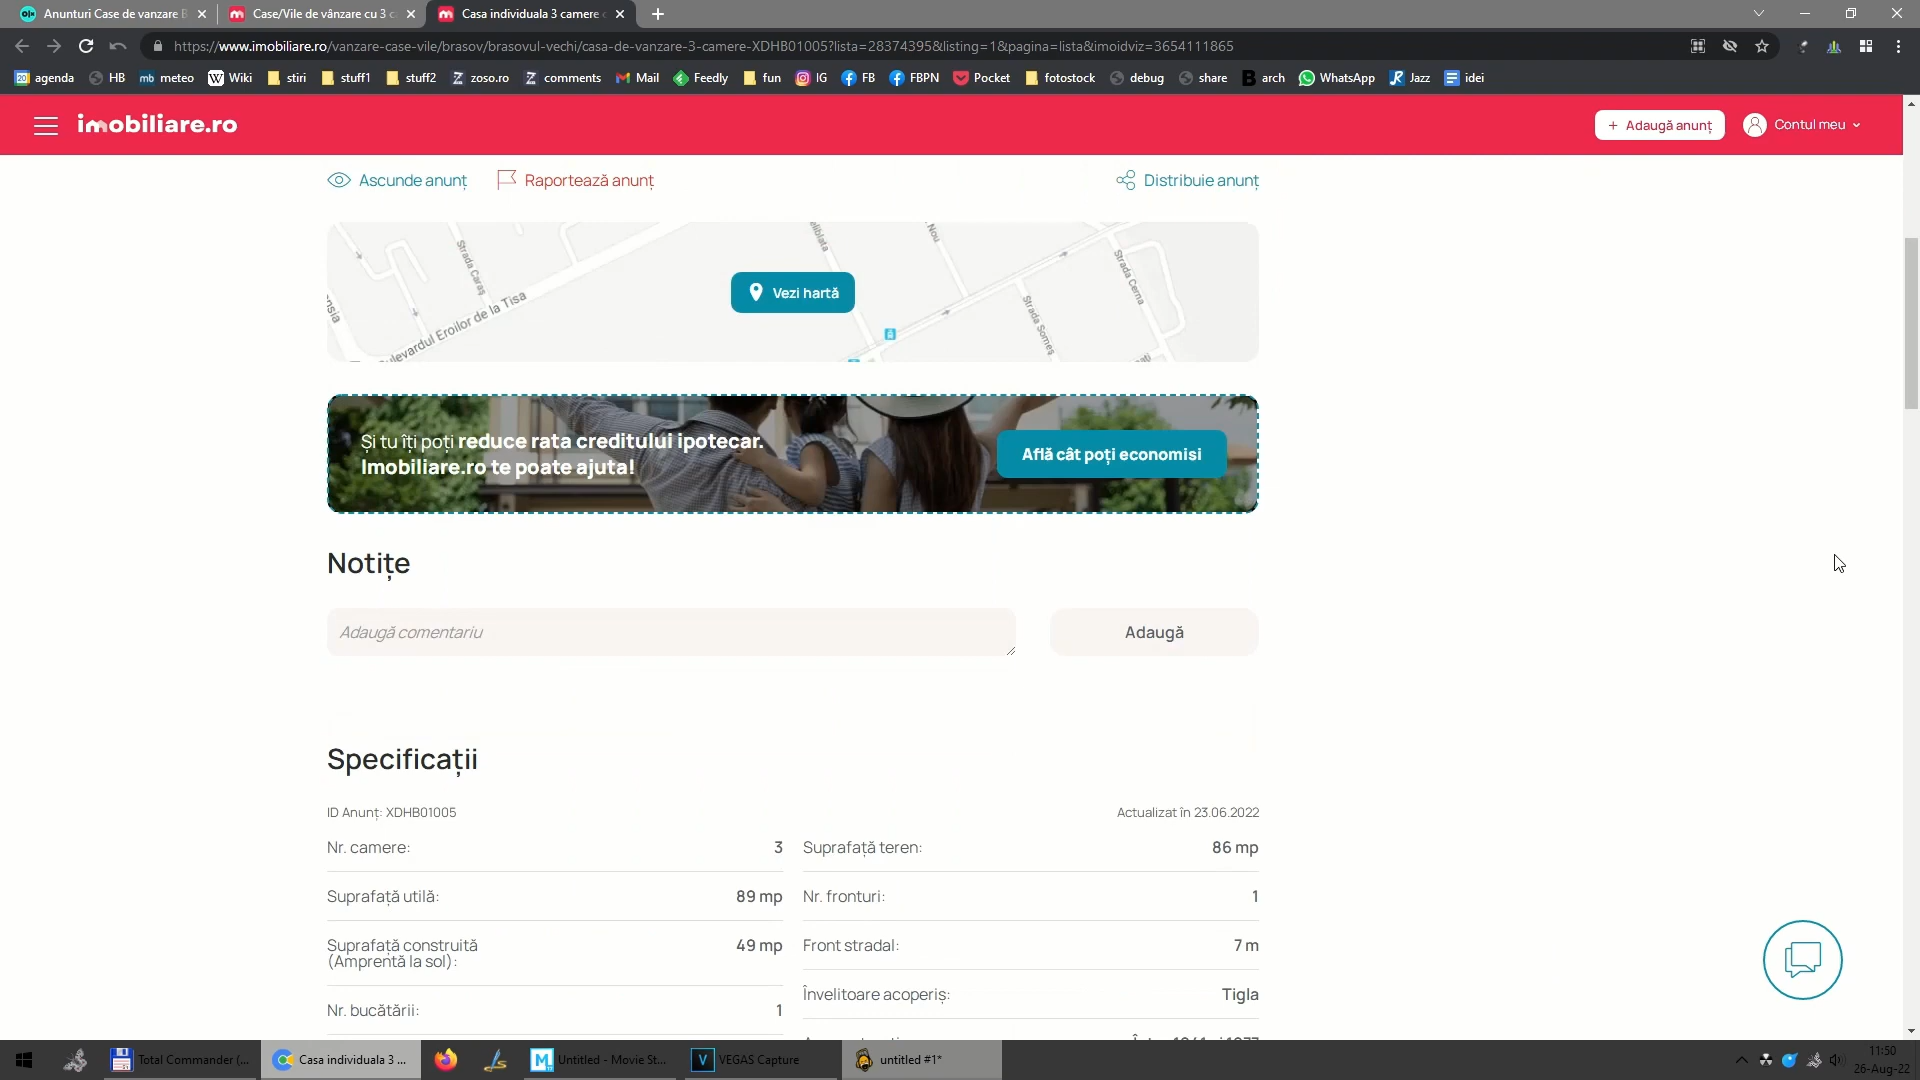 Anunturi Case de vanzare B
Case/Vile de vânzare cu 3 c
Casa individuala 3 camere
https://www.imobiliare.ro/vanzare-case-vile/brasov/brasovul-vechi/casa-de-vanzare-3-camere-XDHB01005?lista=28374395&listing=1&pagina=lista&imoidviz=3654111865
agenda HB meteo Wiki stiri stuff1 stuff2 zoso.ro comments Mail Feedly fun IG FB FBPN Pocket fotostock debug share arch WhatsApp Jazz idei
imobiliare.ro
+ Adaugă anunț
Contul meu
Ascunde anunț
Raportează anunț
Distribuie anunț
Strada Caraș
Bulevardul Eroilor de la Tisa
Nou
Strada Someș
Strada Cerna
Vezi hartă
Și tu îți poți reduce rata creditului ipotecar.
Imobiliare.ro te poate ajuta!
Află cât poți economisi
Notițe
Adaugă comentariu
Adaugă
Specificații
ID Anunț: XDHB01005
Actualizat în 23.06.2022
Nr. camere: 3
Suprafață teren: 86 mp
Suprafață utilă: 89 mp
Nr. fronturi: 1
Suprafață construită
(Amprentă la sol): 49 mp
Front stradal: 7 m
Învelitoare acoperiș: Tigla
Nr. bucătării: 1
Total Commander (...
Casa individuala 3 ...
Untitled - Movie St...
VEGAS Capture
untitled #1*
11:50
26-Aug-22